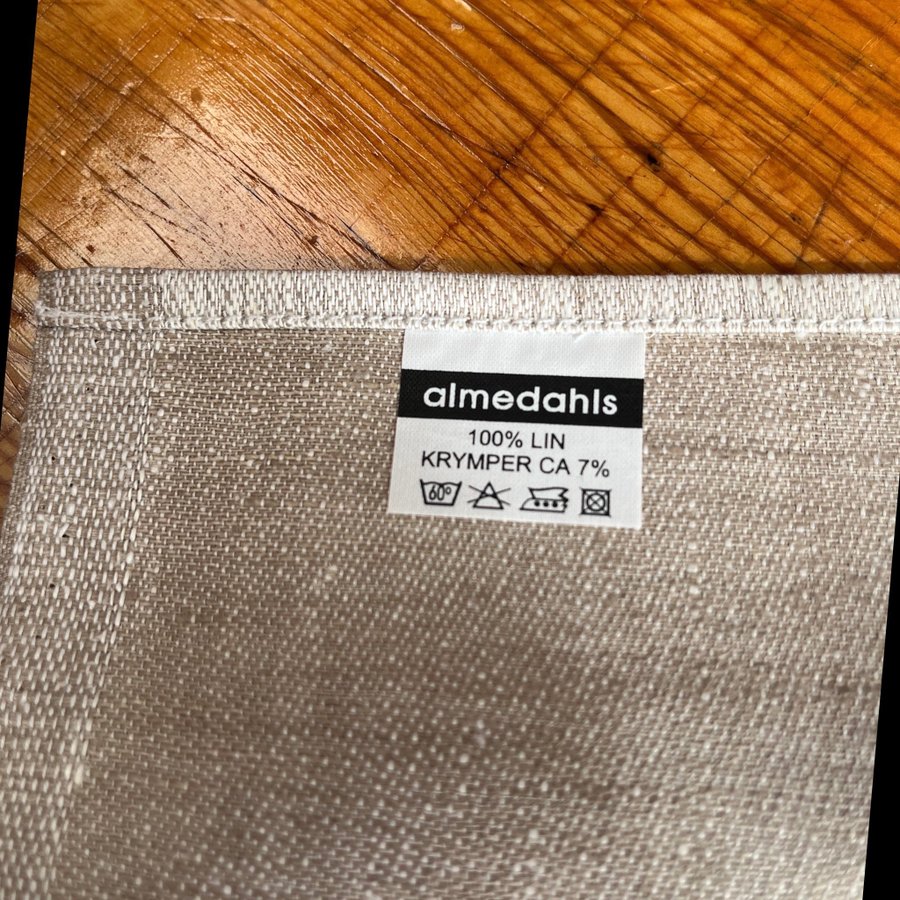 almedahls
100% LIN
KRYMPER CA 7%
60°